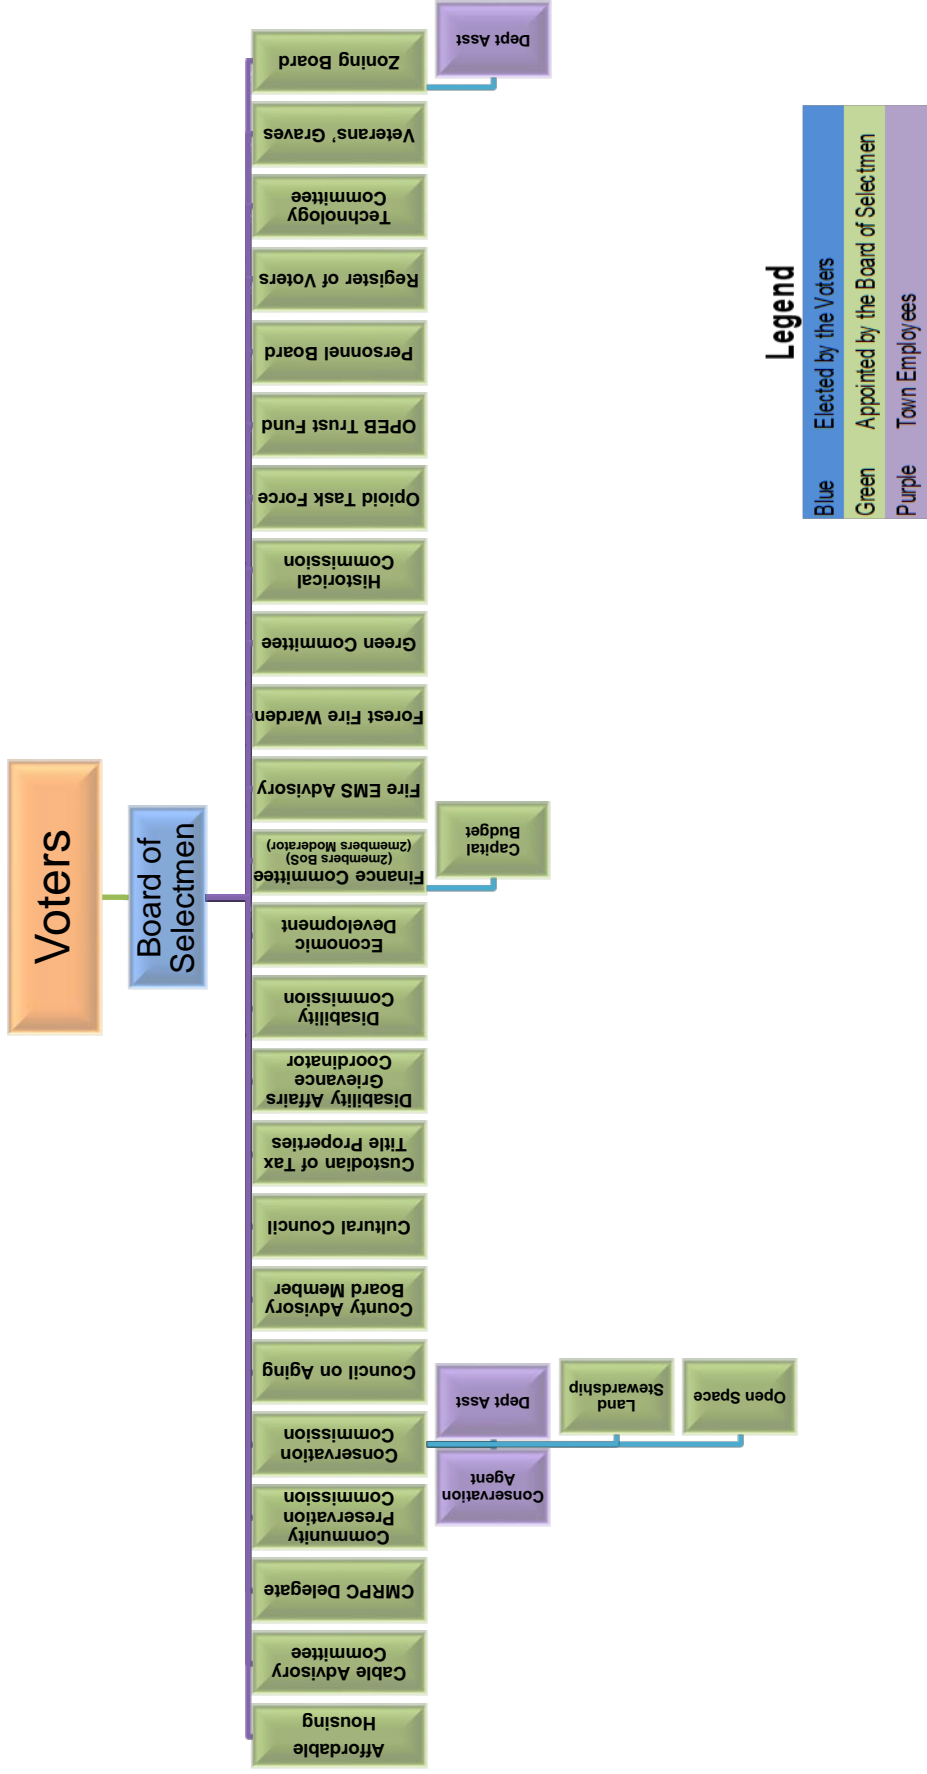 Voters
Board of
Selectmen
Affordable
Housing
Cable Advisory
Committee
CMRPC Delegate
Community
Preservation
Commission
Conservation
Commission
Conservation
Agent
Dept Asst
Land
Stewardship
Open Space
Council on Aging
County Advisory
Board Member
Cultural Council
Custodian of Tax
Title Properties
Disability Affairs
Grievance
Coordinator
Disability
Commission
Economic
Development
Finance Committee
(2members BoS)
(2members Moderator)
Capital
Budget
Fire EMS Advisory
Forest Fire Warden
Green Committee
Historical
Commission
Opioid Task Force
OPEB Trust Fund
Personnel Board
Register of Voters
Technology
Committee
Veterans' Graves
Zoning Board
Dept Asst
Legend
Blue Elected by the Voters
Green Appointed by the Board of Selectmen
Purple Town Employees